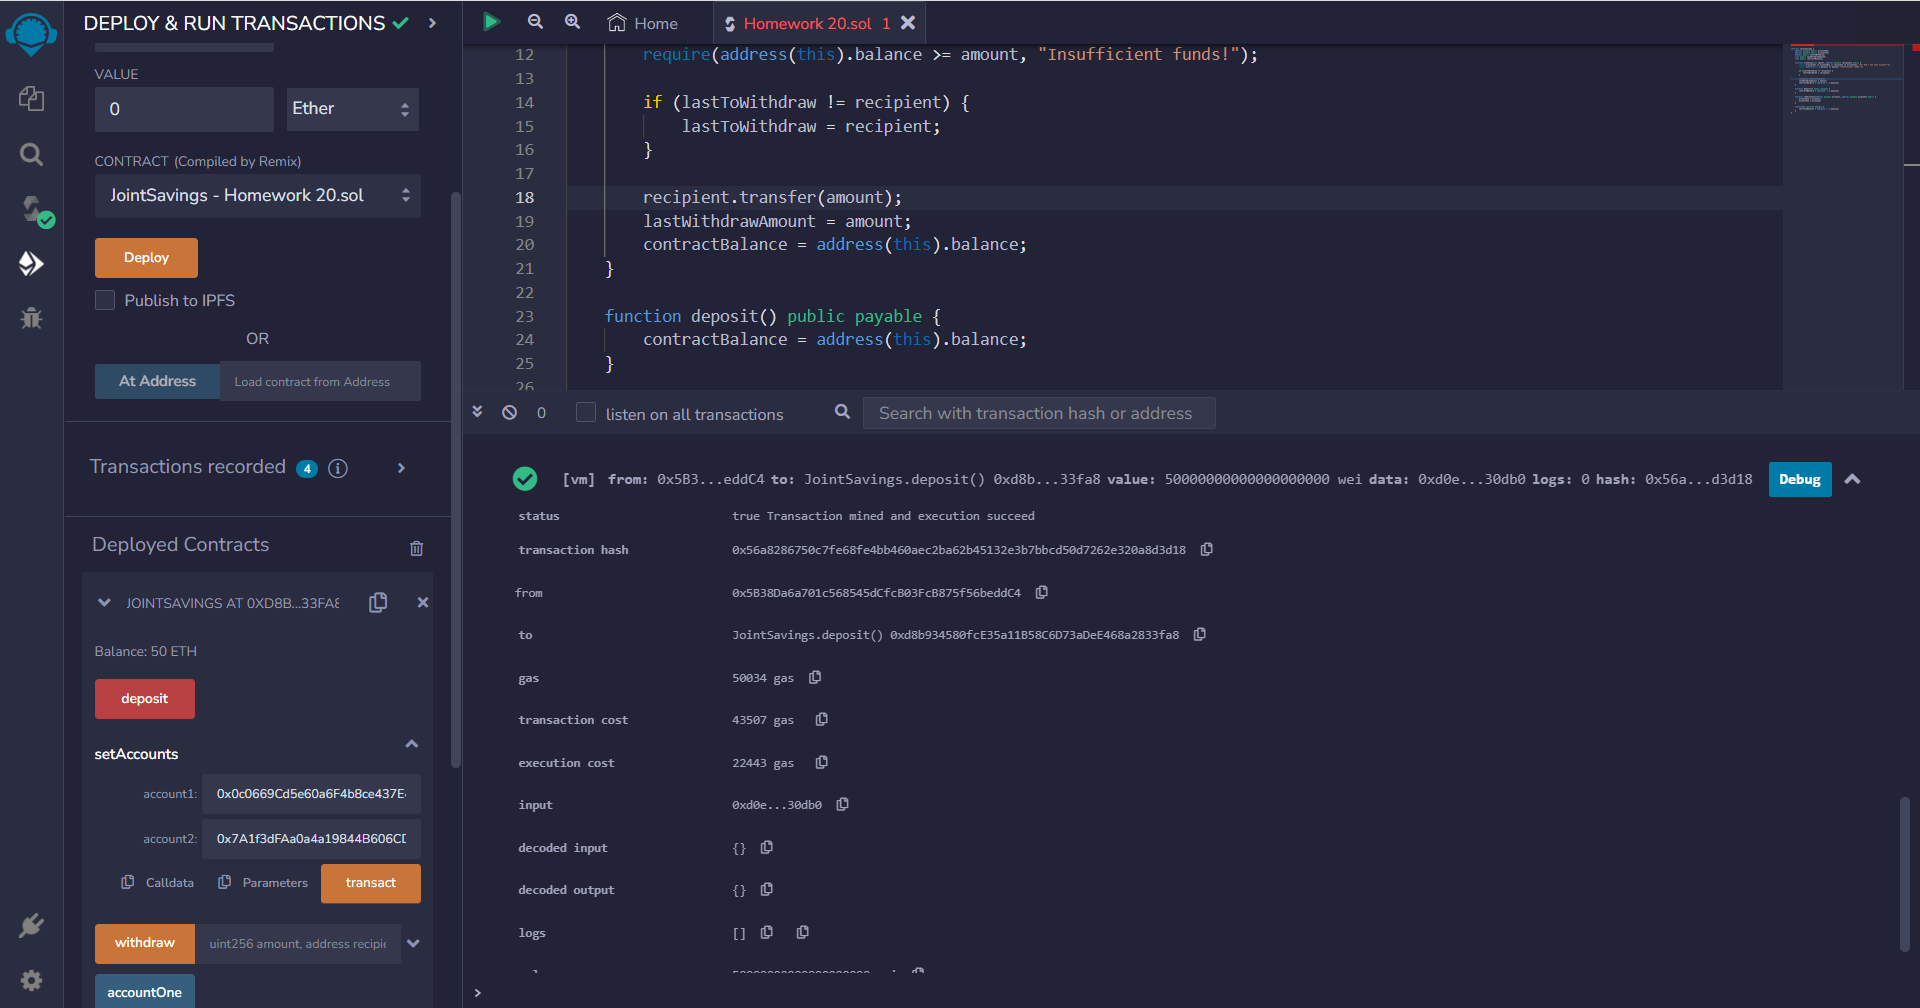 DEPLOY & RUN TRANSACTIONS
VALUE
0
Ether
CONTRACT (Compiled by Remix)
JointSavings - Homework 20.sol
Deploy
Publish to IPFS
OR
At Address
Load contract from Address
Transactions recorded 4 i
Deployed Contracts
JOINTSAVINGS AT 0XD8B...33FA8
Balance: 50 ETH
deposit
setAccounts
account1: 0x0c0669Cd5e60a6F4b8ce437E
account2: 0x7A1f3dFAa0a4a19844B606CD
Calldata
Parameters
transact
withdraw
uint256 amount, address recipie
accountOne
Home
Homework 20.sol 1
12 require(address(this).balance >= amount, "Insufficient funds!");
13
14 if (lastToWithdraw != recipient) {
15 lastToWithdraw = recipient;
16 }
17
18 recipient.transfer(amount);
19 lastWithdrawAmount = amount;
20 contractBalance = address(this).balance;
21 }
22
23 function deposit() public payable {
24 contractBalance = address(this).balance;
25 }
26
0
listen on all transactions
Search with transaction hash or address
[vm] from: 0x5B3...eddC4 to: JointSavings.deposit() 0xd8b...33fa8 value: 50000000000000000000 wei data: 0xd0e...30db0 logs: 0 hash: 0x56a...d3d18
Debug
status true Transaction mined and execution succeed
transaction hash 0x56a8286750c7fe68fe4bb460aec2ba62b45132e3b7bbcd50d7262e320a8d3d18
from 0x5B38Da6a701c568545dCfcB03FcB875f56beddC4
to JointSavings.deposit() 0xd8b934580fcE35a11B58C6D73aDeE468a2833fa8
gas 50034 gas
transaction cost 43507 gas
execution cost 22443 gas
input 0xd0e...30db0
decoded input {}
decoded output {}
logs []
>